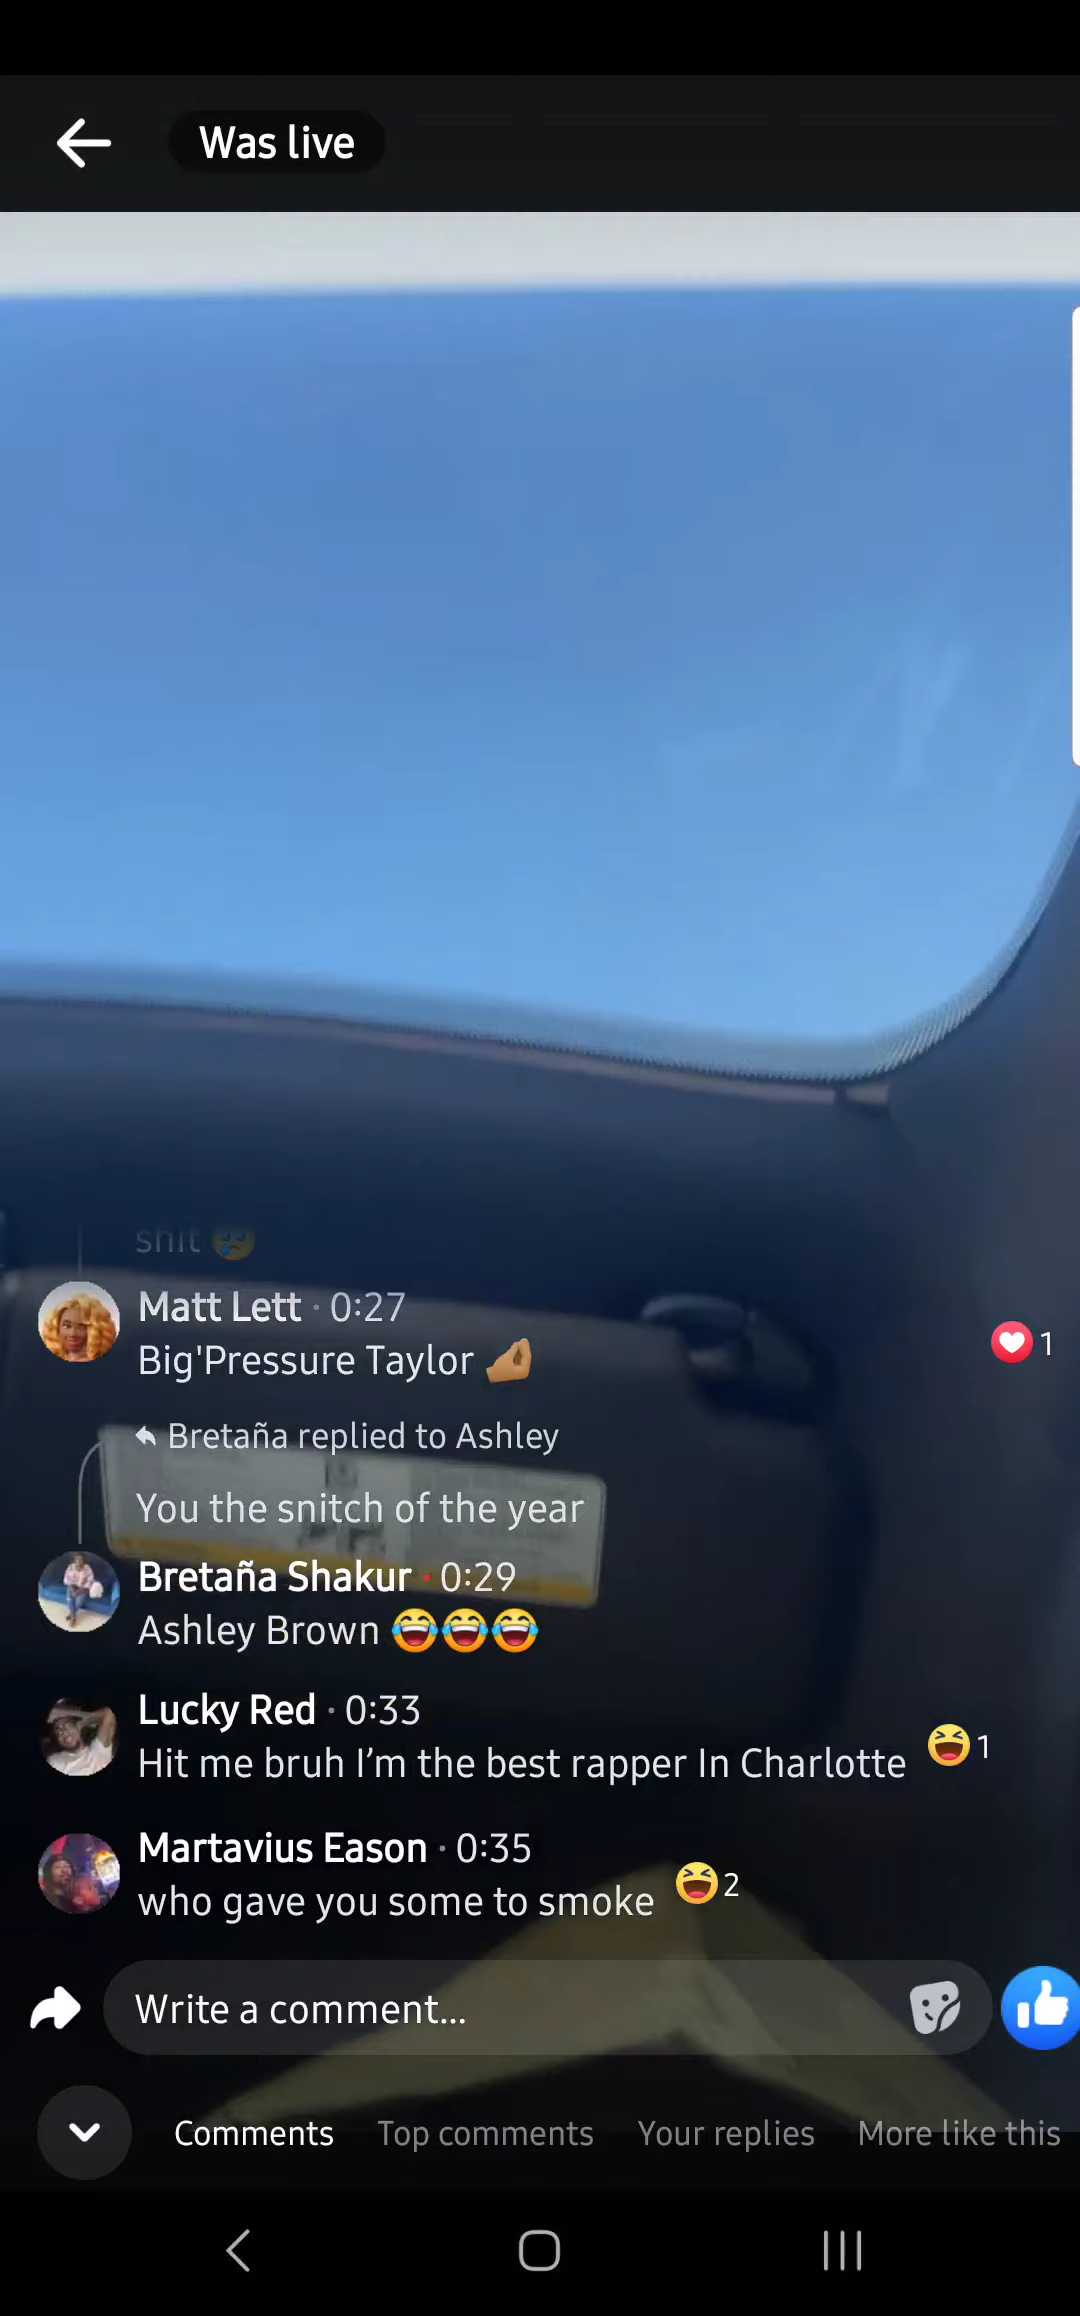 Was live
shit 😢
Matt Lett · 0:27
Big'Pressure Taylor 🤌🏽
1
Bretaña replied to Ashley
You the snitch of the year
Bretaña Shakur · 0:29
Ashley Brown 😂😂😂
Lucky Red · 0:33
Hit me bruh I’m the best rapper In Charlotte 😆 1
Martavius Eason · 0:35
who gave you some to smoke 😆 2
Write a comment...
Comments Top comments Your replies More like this